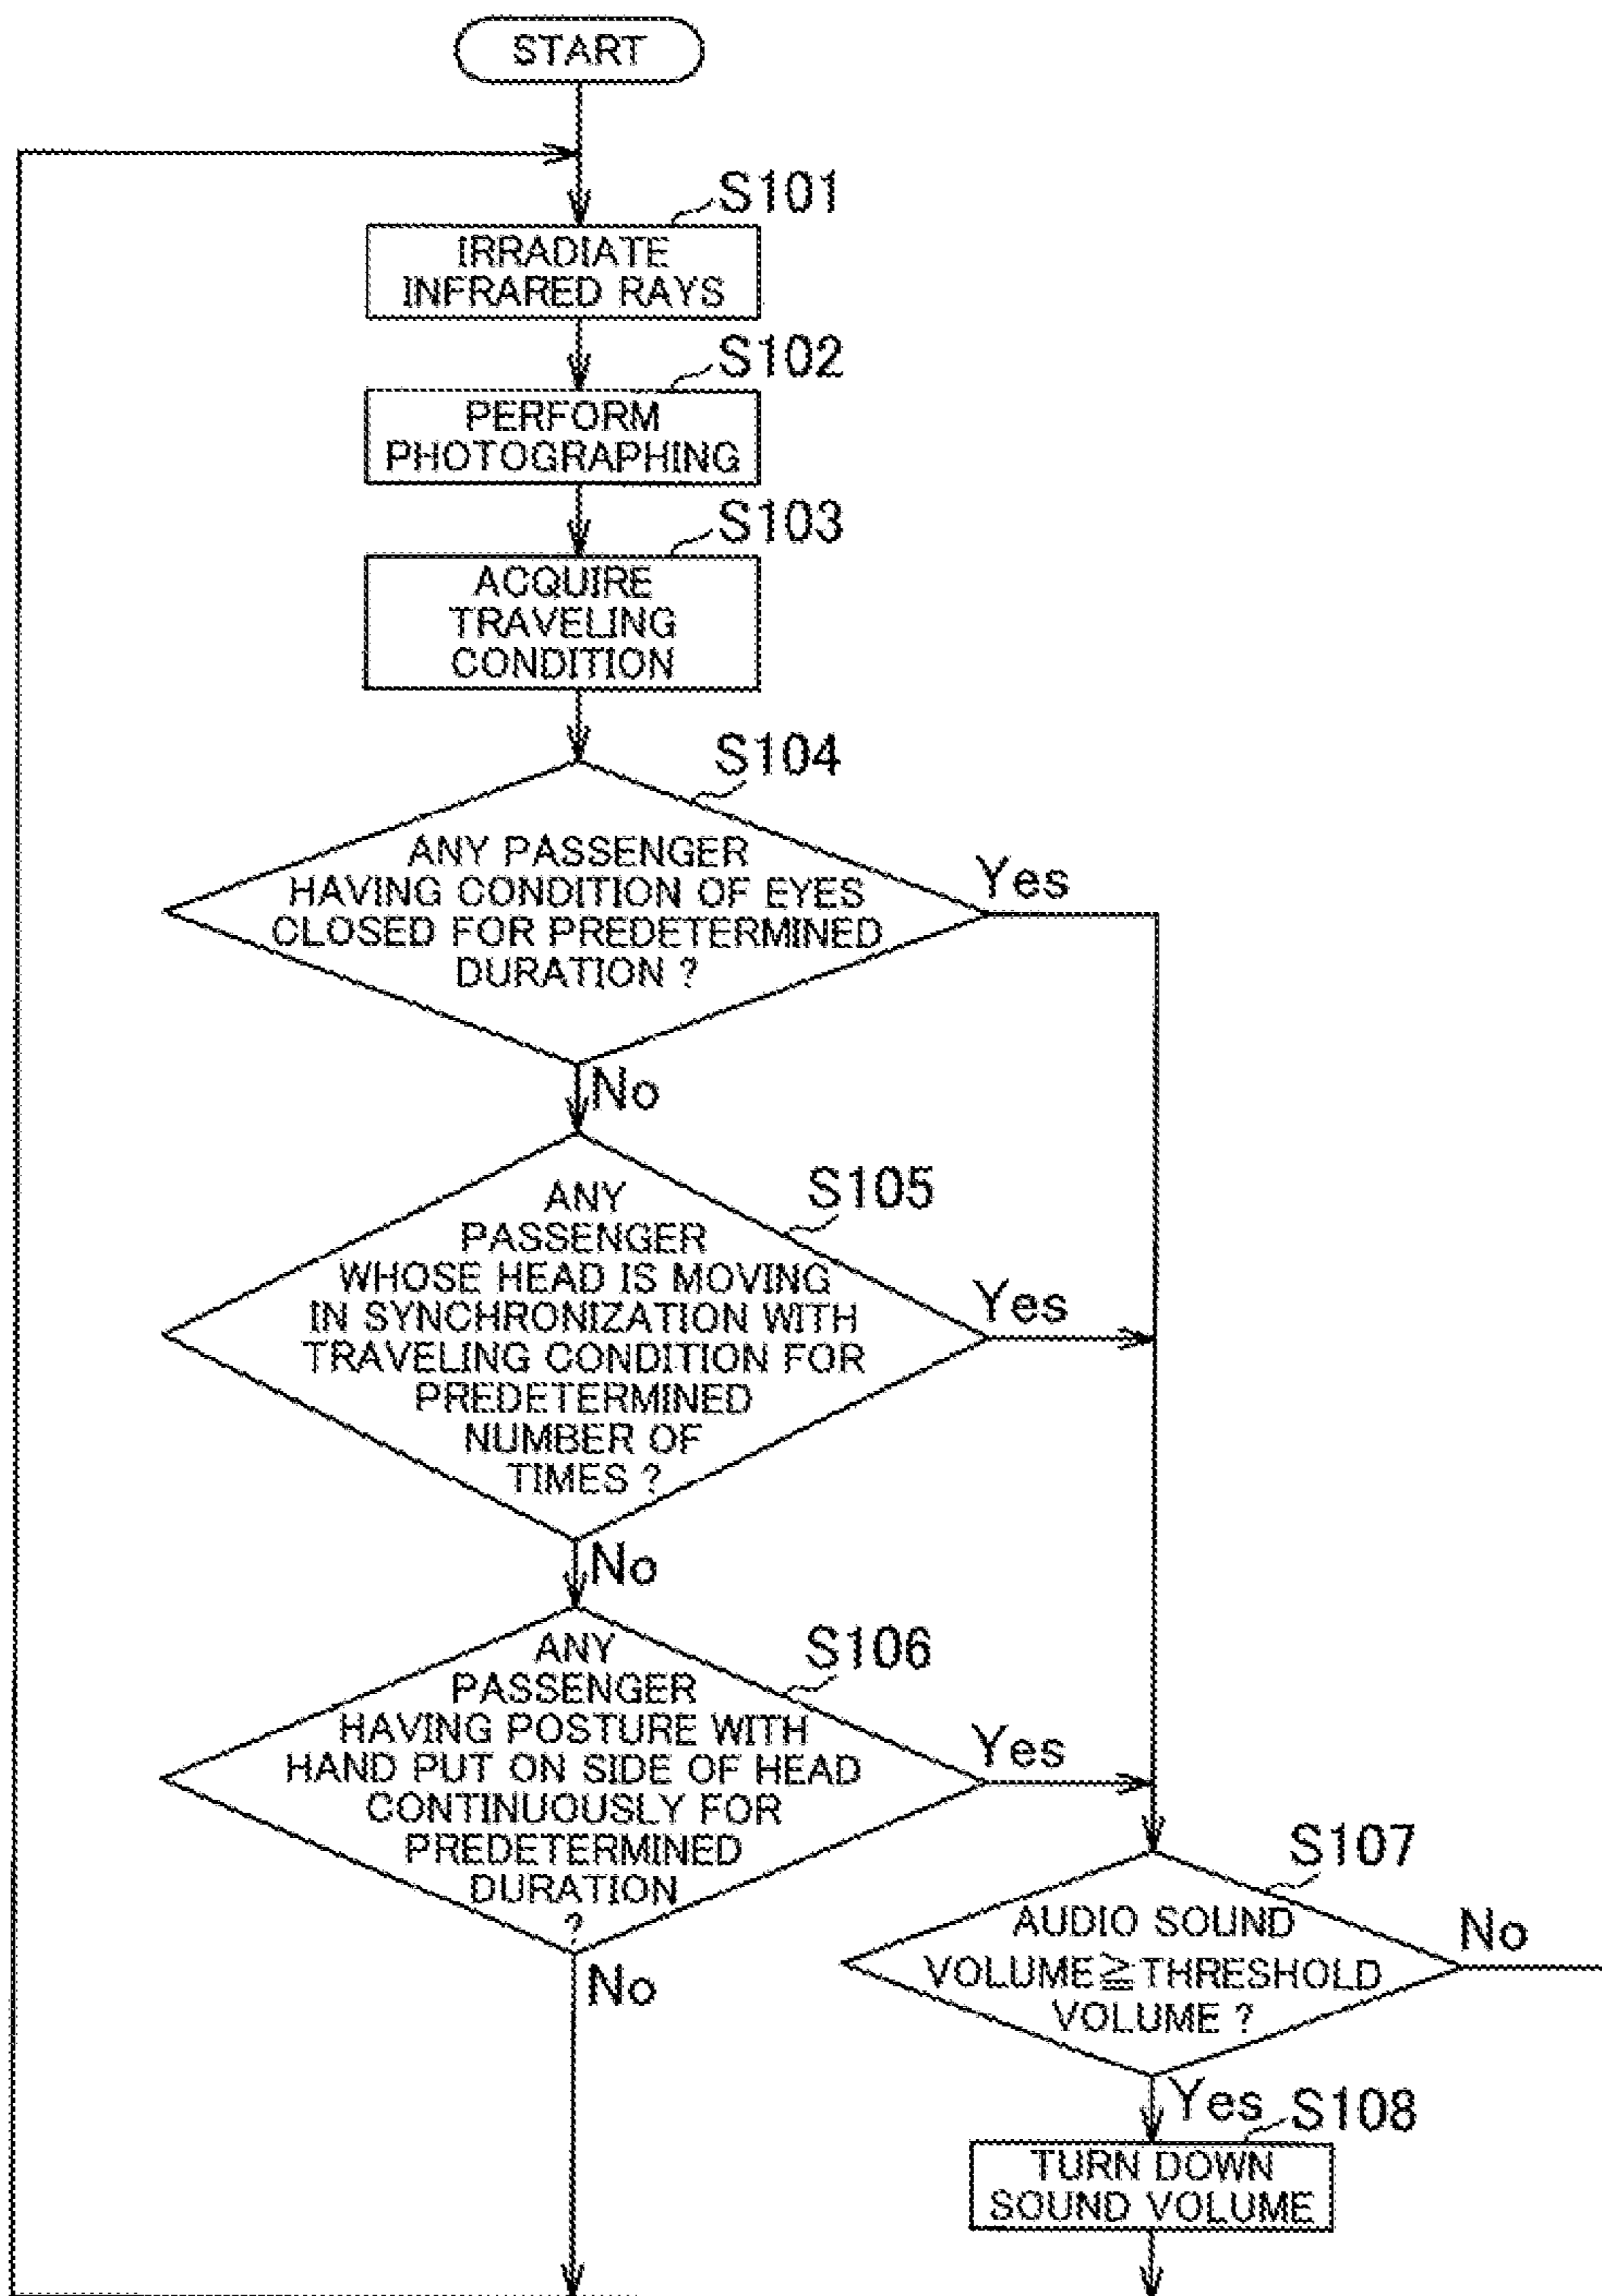 START
S101
IRRADIATE
INFRARED RAYS
S102
PERFORM
PHOTOGRAPHING
S103
ACQUIRE
TRAVELING
CONDITION
S104
ANY PASSENGER
HAVING CONDITION OF EYES
CLOSED FOR PREDETERMINED
DURATION ?
Yes
No
S105
ANY
PASSENGER
WHOSE HEAD IS MOVING
IN SYNCHRONIZATION WITH
TRAVELING CONDITION FOR
PREDETERMINED
NUMBER OF
TIMES ?
Yes
No
S106
ANY
PASSENGER
HAVING POSTURE WITH
HAND PUT ON SIDE OF HEAD
CONTINUOUSLY FOR
PREDETERMINED
DURATION
?
Yes
No
S107
AUDIO SOUND
VOLUME≧THRESHOLD
VOLUME ?
No
Yes
S108
TURN DOWN
SOUND VOLUME